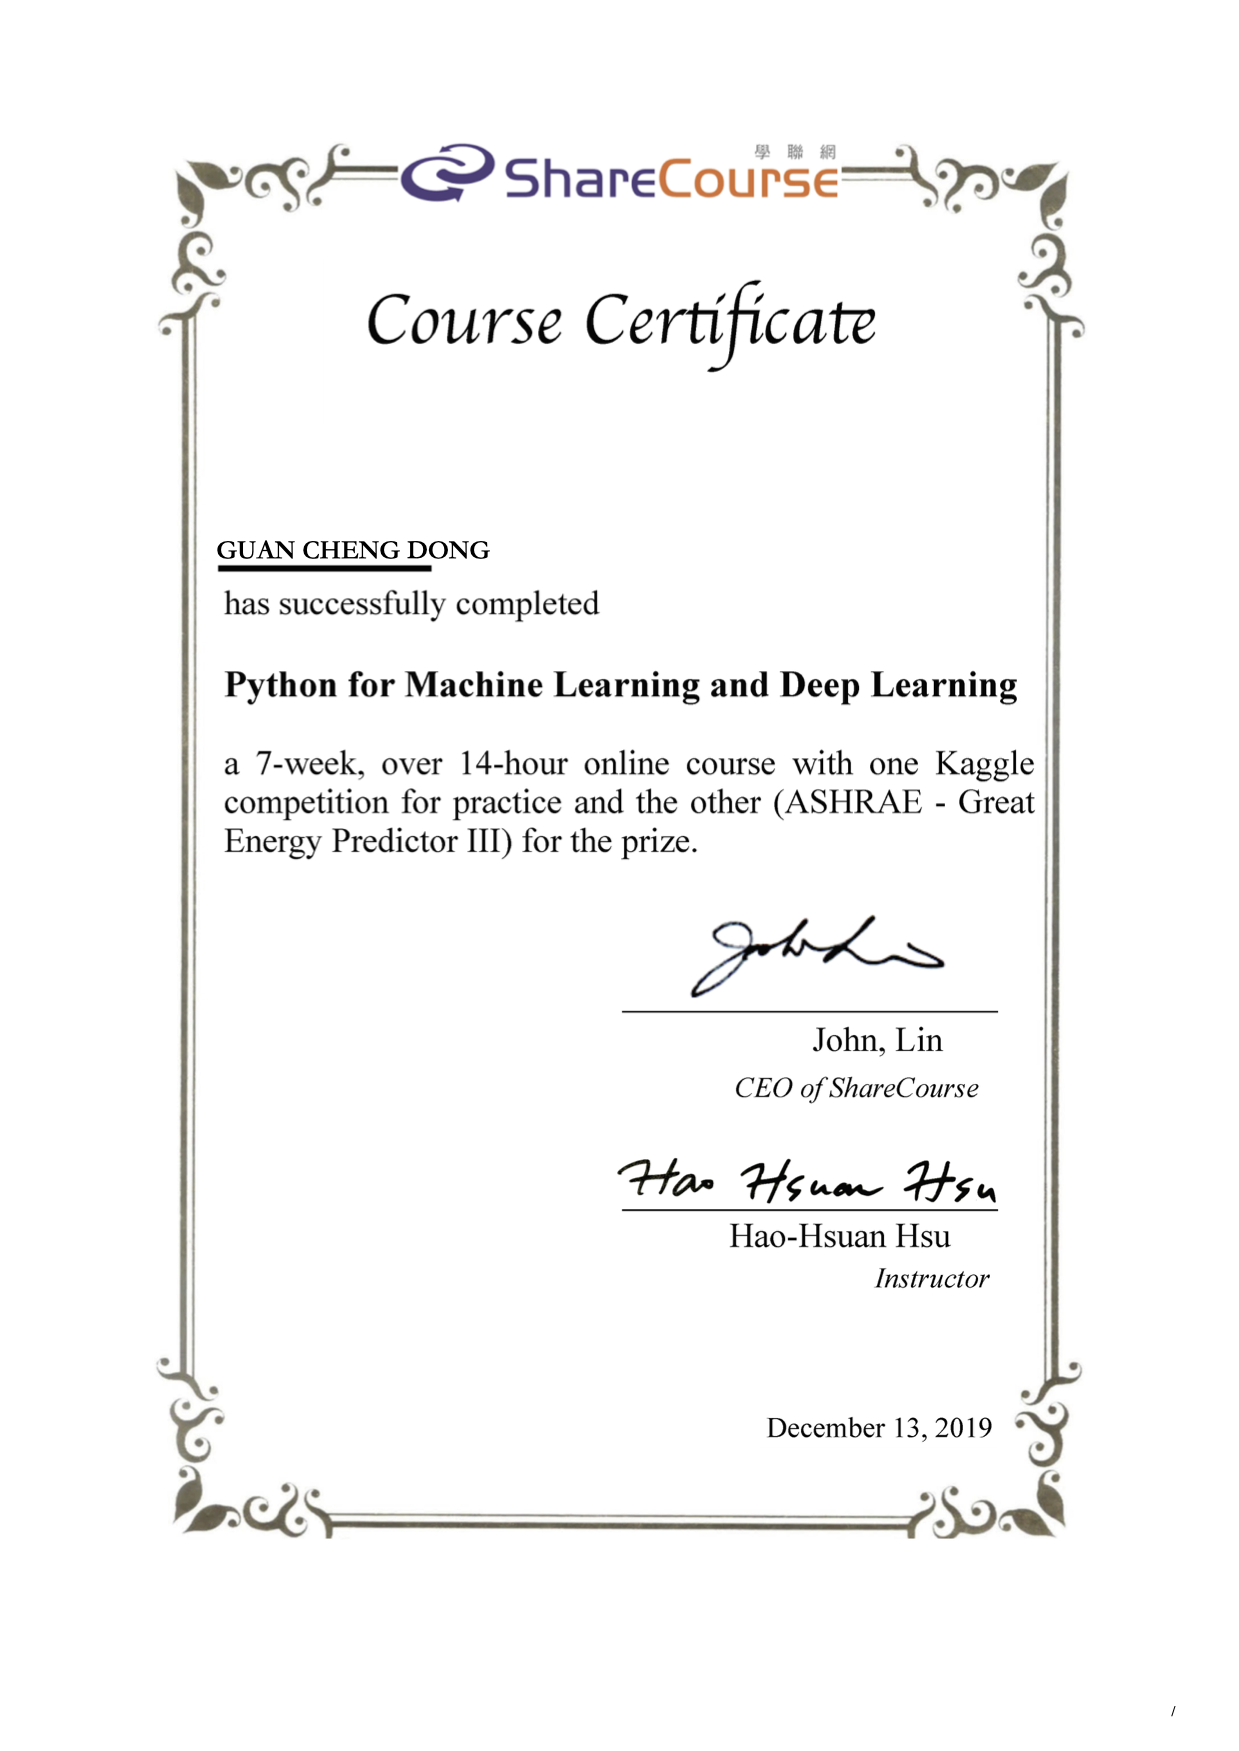 學聯網
ShareCourse
Course Certificate
GUAN CHENG DONG
has successfully completed
Python for Machine Learning and Deep Learning
a 7-week, over 14-hour online course with one Kaggle
competition for practice and the other (ASHRAE - Great
Energy Predictor III) for the prize.
John Lin
John, Lin
CEO of ShareCourse
Hao Hsuan Hsu
Hao-Hsuan Hsu
Instructor
December 13, 2019
/